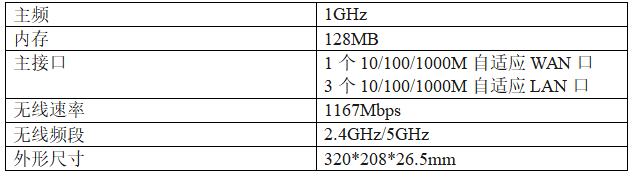 主频 1GHz
内存 128MB
主接口 1 个 10/100/1000M 自适应 WAN 口
3 个 10/100/1000M 自适应 LAN 口
无线速率 1167Mbps
无线频段 2.4GHz/5GHz
外形尺寸 320*208*26.5mm